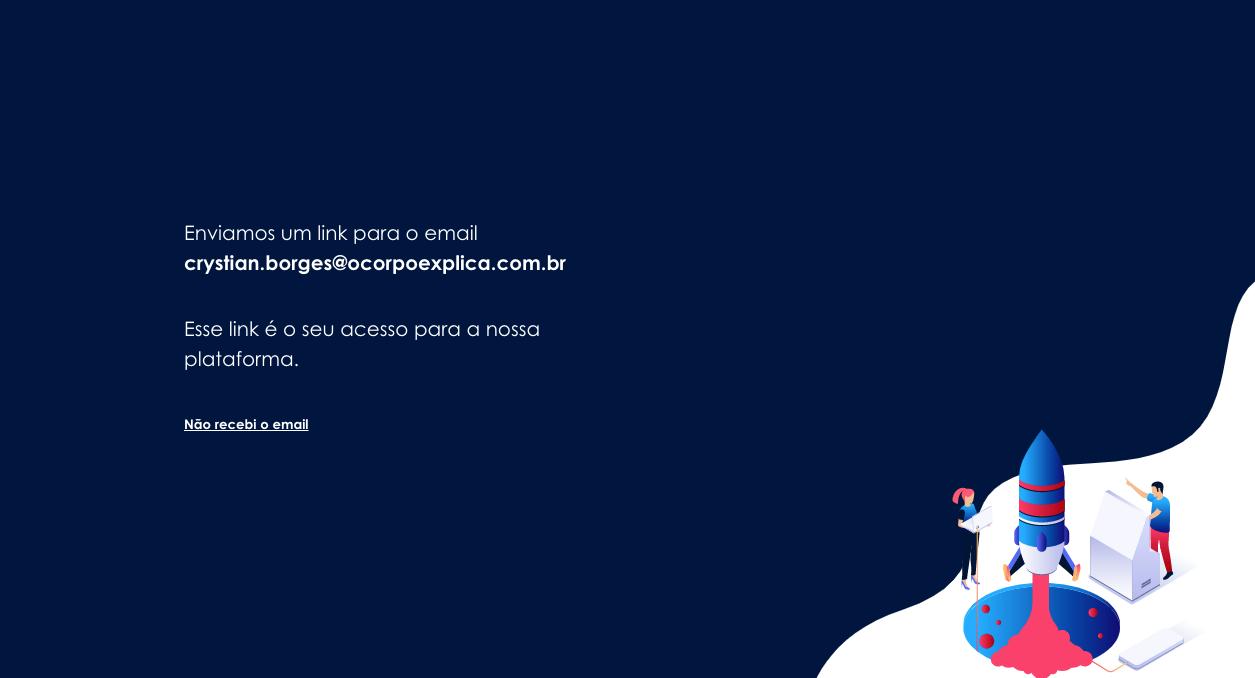 Enviamos um link para o email
crystian.borges@ocorpoexplica.com.br
Esse link é o seu acesso para a nossa
plataforma.
Não recebi o email